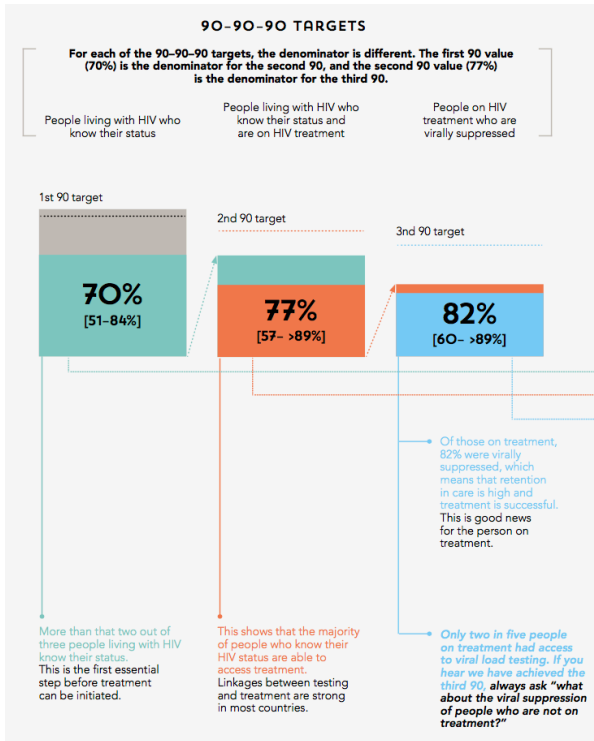 90–90–90 TARGETS
For each of the 90–90–90 targets, the denominator is different. The first 90 value
(70%) is the denominator for the second 90, and the second 90 value (77%)
is the denominator for the third 90.
People living with HIV who
know their status
People living with HIV who
know their status and
are on HIV treatment
People on HIV
treatment who are
virally suppressed
1st 90 target
2nd 90 target
3nd 90 target
70%
[51–84%]
77%
[57– >89%]
82%
[60– >89%]
Of those on treatment,
82% were virally
suppressed, which
means that retention
in care is high and
treatment is successful.
This is good news
for the person on
treatment.
More than that two out of
three people living with HIV
know their status.
This is the first essential
step before treatment
can be initiated.
This shows that the majority
of people who know their
HIV status are able to
access treatment.
Linkages between testing
and treatment are strong
in most countries.
Only two in five people
on treatment had access
to viral load testing. If you
hear we have achieved the
third 90, always ask “what
about the viral suppression
of people who are not on
treatment?”